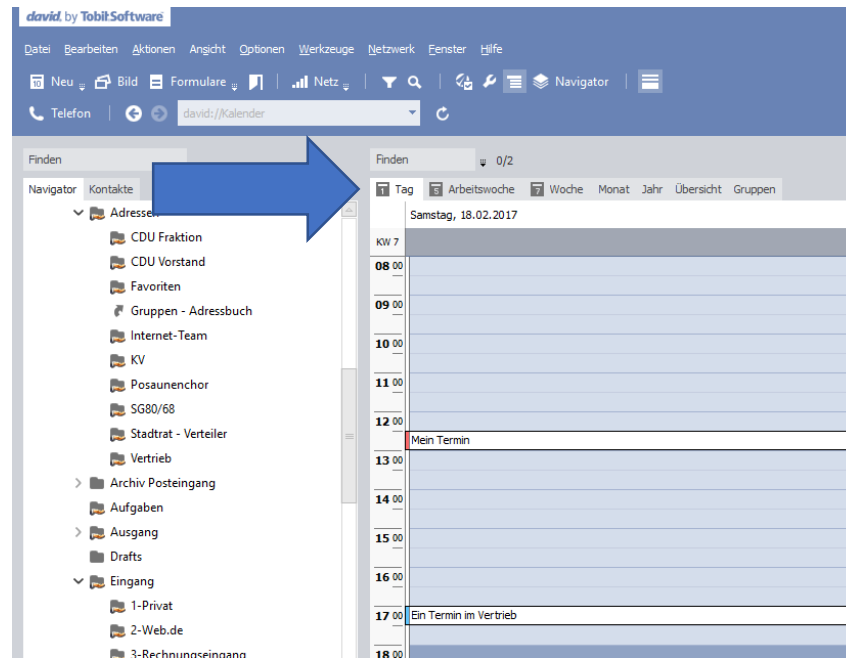 david, by Tobit.Software
Datei Bearbeiten Aktionen Ansicht Optionen Werkzeuge Netzwerk Fenster Hilfe
10 Neu Bild Formulare Netz Navigator
Telefon david://Kalender
Finden
Navigator Kontakte
Adressen
CDU Fraktion
CDU Vorstand
Favoriten
Gruppen - Adressbuch
Internet-Team
KV
Posaunenchor
SG80/68
Stadtrat - Verteiler
Vertrieb
Archiv Posteingang
Aufgaben
Ausgang
Drafts
Eingang
1-Privat
2-Web.de
3-Rechnungseingang
Finden 0/2
1 Tag 5 Arbeitswoche 7 Woche Monat Jahr Übersicht Gruppen
Samstag, 18.02.2017
KW 7
08 00
09 00
10 00
11 00
12 00
Mein Termin
13 00
14 00
15 00
16 00
17 00 Ein Termin im Vertrieb
18 00